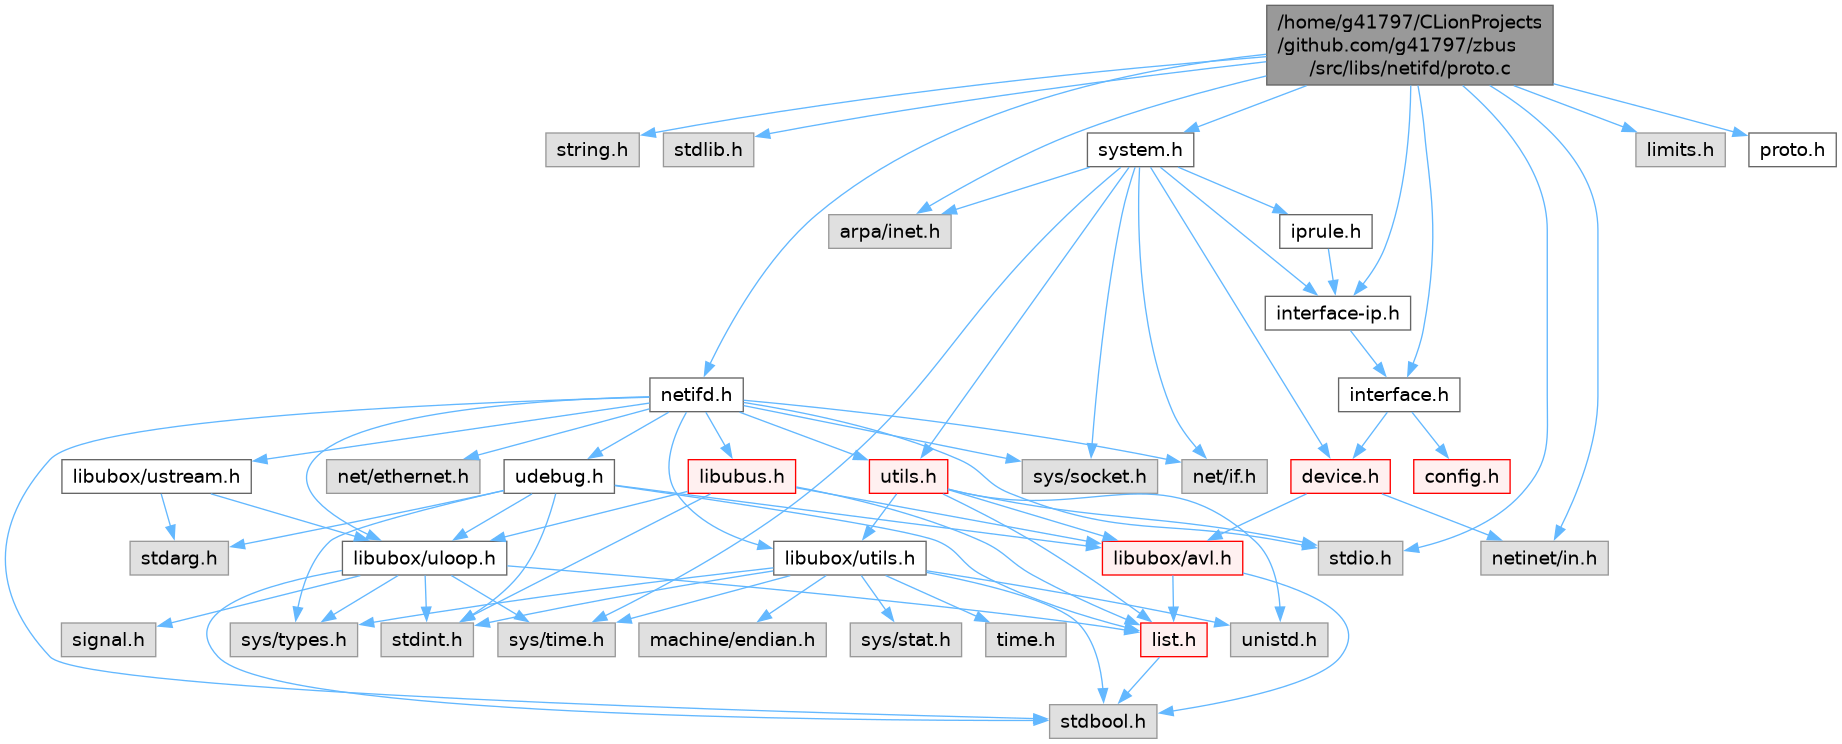 /home/g41797/CLionProjects
/github.com/g41797/zbus
/src/libs/netifd/proto.c
string.h
stdlib.h
system.h
limits.h
proto.h
arpa/inet.h
iprule.h
interface-ip.h
netifd.h
interface.h
libubox/ustream.h
net/ethernet.h
udebug.h
libubus.h
utils.h
sys/socket.h
net/if.h
device.h
config.h
stdarg.h
libubox/uloop.h
libubox/utils.h
libubox/avl.h
stdio.h
netinet/in.h
signal.h
sys/types.h
stdint.h
sys/time.h
machine/endian.h
sys/stat.h
time.h
list.h
unistd.h
stdbool.h